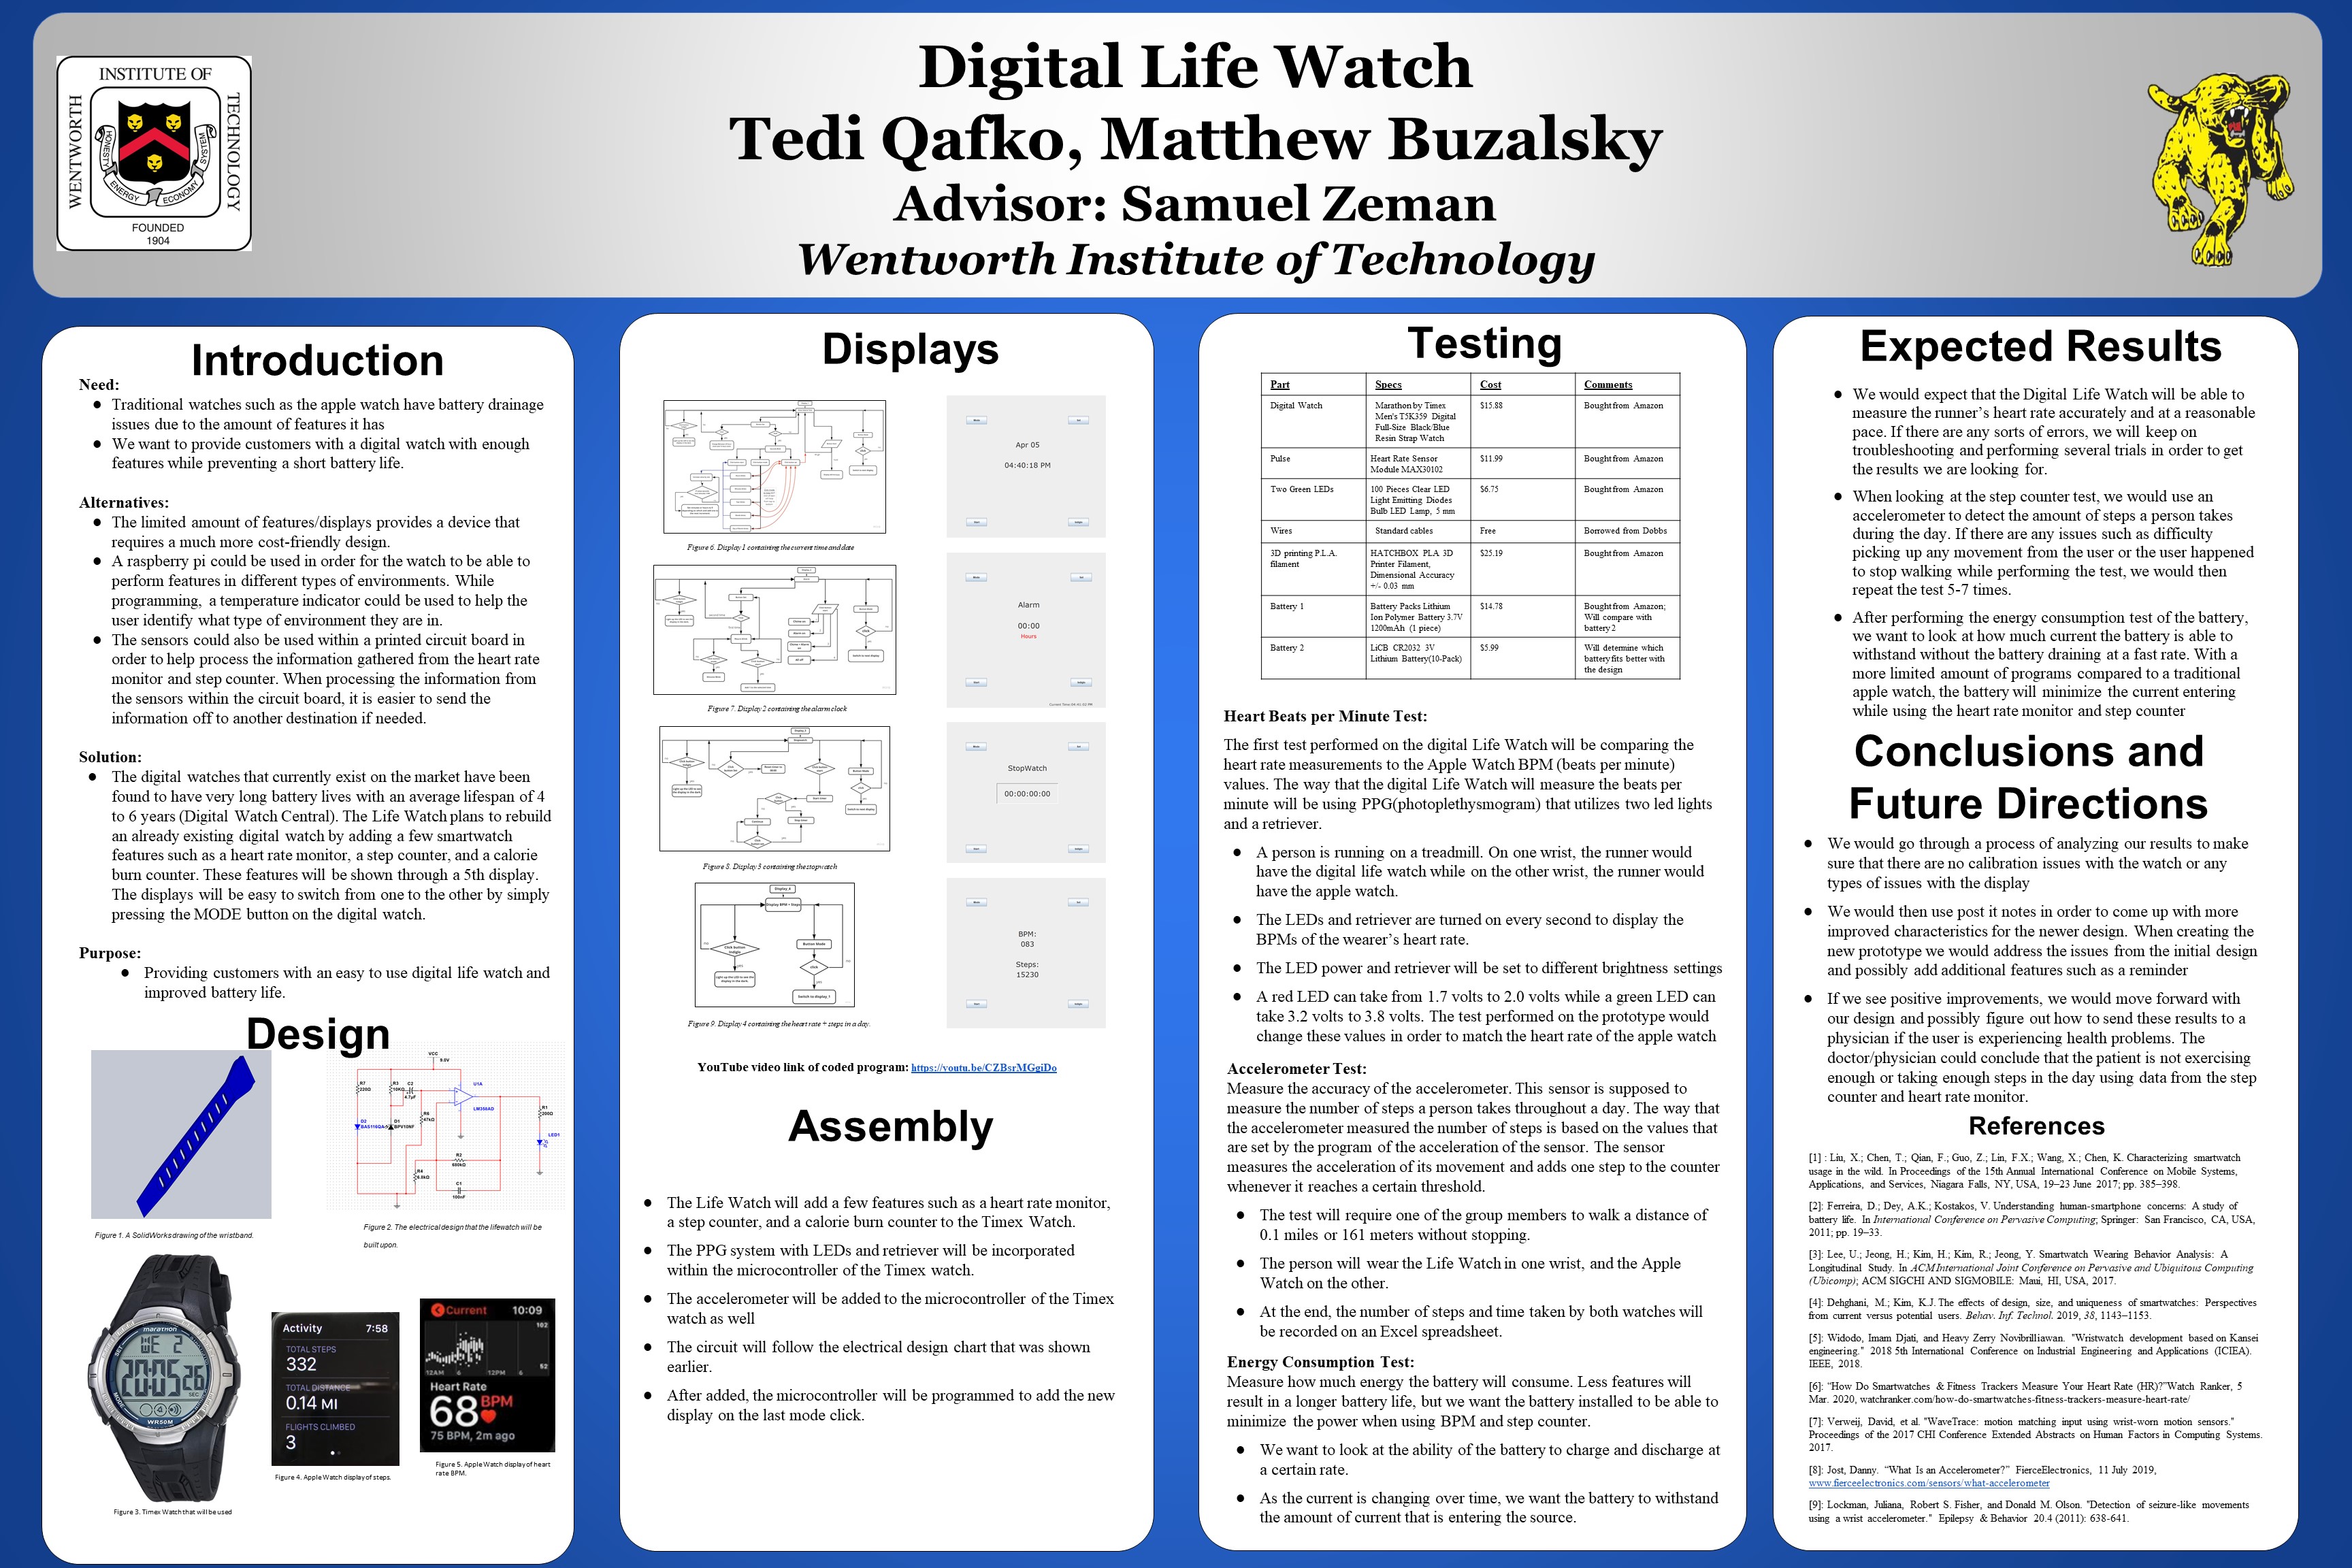 INSTITUTE OF
WENTWORTH
TECHNOLOGY
HONESTY
ENERGY
ECONOMY
SYSTEM
FOUNDED
1904
Digital Life Watch
Tedi Qafko, Matthew Buzalsky
Advisor: Samuel Zeman
Wentworth Institute of Technology
Introduction
Need:
● Traditional watches such as the apple watch have battery drainage
issues due to the amount of features it has
● We want to provide customers with a digital watch with enough
features while preventing a short battery life.
Alternatives:
● The limited amount of features/displays provides a device that
requires a much more cost-friendly design.
● A raspberry pi could be used in order for the watch to be able to
perform features in different types of environments. While
programming, a temperature indicator could be used to help the
user identify what type of environment they are in.
● The sensors could also be used within a printed circuit board in
order to help process the information gathered from the heart rate
monitor and step counter. When processing the information from
the sensors within the circuit board, it is easier to send the
information off to another destination if needed.
Solution:
● The digital watches that currently exist on the market have been
found to have very long battery lives with an average lifespan of 4
to 6 years (Digital Watch Central). The Life Watch plans to rebuild
an already existing digital watch by adding a few smartwatch
features such as a heart rate monitor, a step counter, and a calorie
burn counter. These features will be shown through a 5th display.
The displays will be easy to switch from one to the other by simply
pressing the MODE button on the digital watch.
Purpose:
● Providing customers with an easy to use digital life watch and
improved battery life.
Design
VCC
R7
220Ω
R3
10KΩ
C2
4.7µF
U1A
LM358AD
R6
47kΩ
R1
200Ω
D2
D1
BPV10NF
LED1
R2
R4
C1
100nF
Figure 1. A SolidWorks drawing of the wristband.
Figure 2. The electrical design that the lifewatch will be
built upon.
marathon
WE 2
20:05 26
SEC
MODE
WR50M
Figure 3. Timex Watch that will be used
Activity 7:58
TOTAL STEPS
332
TOTAL DISTANCE
0.14 MI
FLIGHTS CLIMBED
3
Figure 4. Apple Watch display of steps.
Current 10:09
102
52
12AM 6 12PM 6
Heart Rate
68 BPM
75 BPM, 2m ago
Figure 5. Apple Watch display of heart
rate BPM.
Displays
Apr 05
04:40:18 PM
Figure 6. Display 1 containing the current time and date
Alarm
00:00
Hours
Figure 7. Display 2 containing the alarm clock
StopWatch
00:00:00:00
Figure 8. Display 3 containing the stopwatch
Display 4
Display BPM + Steps
Click button
Indiglo
Button Mode
click
Light up the LED to see the
display in the dark
Switch to display 1
BPM:
083
Steps:
15230
Figure 9. Display 4 containing the heart rate + steps in a day.
YouTube video link of coded program: https://youtu.be/CZBsrMGgiDo
Assembly
● The Life Watch will add a few features such as a heart rate monitor,
a step counter, and a calorie burn counter to the Timex Watch.
● The PPG system with LEDs and retriever will be incorporated
within the microcontroller of the Timex watch.
● The accelerometer will be added to the microcontroller of the Timex
watch as well
● The circuit will follow the electrical design chart that was shown
earlier.
● After added, the microcontroller will be programmed to add the new
display on the last mode click.
Testing
Part Specs Cost Comments
Digital Watch Marathon by Timex $15.88 Bought from Amazon
Men's T5K359 Digital
Full-Size Black/Blue
Resin Strap Watch
Pulse Heart Rate Sensor $11.99 Bought from Amazon
Module MAX30102
Two Green LEDs 100 Pieces Clear LED $6.75 Bought from Amazon
Light Emitting Diodes
Bulb LED Lamp, 5 mm
Wires Standard cables Free Borrowed from Dobbs
3D printing P.L.A. HATCHBOX PLA 3D $25.19 Bought from Amazon
filament Printer Filament,
Dimensional Accuracy
+/- 0.03 mm
Battery 1 Battery Packs Lithium $14.78 Bought from Amazon;
Ion Polymer Battery 3.7V Will compare with
1200mAh (1 piece) battery 2
Battery 2 LiCB CR2032 3V $5.99 Will determine which
Lithium Battery(10-Pack) battery fits better with
the design
Heart Beats per Minute Test:
The first test performed on the digital Life Watch will be comparing the
heart rate measurements to the Apple Watch BPM (beats per minute)
values. The way that the digital Life Watch will measure the beats per
minute will be using PPG(photoplethysmogram) that utilizes two led lights
and a retriever.
● A person is running on a treadmill. On one wrist, the runner would
have the digital life watch while on the other wrist, the runner would
have the apple watch.
● The LEDs and retriever are turned on every second to display the
BPMs of the wearer's heart rate.
● The LED power and retriever will be set to different brightness settings
● A red LED can take from 1.7 volts to 2.0 volts while a green LED can
take 3.2 volts to 3.8 volts. The test performed on the prototype would
change these values in order to match the heart rate of the apple watch
Accelerometer Test:
Measure the accuracy of the accelerometer. This sensor is supposed to
measure the number of steps a person takes throughout a day. The way that
the accelerometer measured the number of steps is based on the values that
are set by the program of the acceleration of the sensor. The sensor
measures the acceleration of its movement and adds one step to the counter
whenever it reaches a certain threshold.
● The test will require one of the group members to walk a distance of
0.1 miles or 161 meters without stopping.
● The person will wear the Life Watch in one wrist, and the Apple
Watch on the other.
● At the end, the number of steps and time taken by both watches will
be recorded on an Excel spreadsheet.
Energy Consumption Test:
Measure how much energy the battery will consume. Less features will
result in a longer battery life, but we want the battery installed to be able to
minimize the power when using BPM and step counter.
● We want to look at the ability of the battery to charge and discharge at
a certain rate.
● As the current is changing over time, we want the battery to withstand
the amount of current that is entering the source.
Expected Results
● We would expect that the Digital Life Watch will be able to
measure the runner's heart rate accurately and at a reasonable
pace. If there are any sorts of errors, we will keep on
troubleshooting and performing several trials in order to get
the results we are looking for.
● When looking at the step counter test, we would use an
accelerometer to detect the amount of steps a person takes
during the day. If there are any issues such as difficulty
picking up any movement from the user or the user happened
to stop walking while performing the test, we would then
repeat the test 5-7 times.
● After performing the energy consumption test of the battery,
we want to look at how much current the battery is able to
withstand without the battery draining at a fast rate. With a
more limited amount of programs compared to a traditional
apple watch, the battery will minimize the current entering
while using the heart rate monitor and step counter
Conclusions and
Future Directions
● We would go through a process of analyzing our results to make
sure that there are no calibration issues with the watch or any
types of issues with the display
● We would then use post it notes in order to come up with more
improved characteristics for the newer design. When creating the
new prototype we would address the issues from the initial design
and possibly add additional features such as a reminder
● If we see positive improvements, we would move forward with
our design and possibly figure out how to send these results to a
physician if the user is experiencing health problems. The
doctor/physician could conclude that the patient is not exercising
enough or taking enough steps in the day using data from the step
counter and heart rate monitor.
References
[1] : Liu, X.; Chen, T.; Qian, F.; Guo, Z.; Lin, F.X.; Wang, X.; Chen, K. Characterizing smartwatch
usage in the wild. In Proceedings of the 15th Annual International Conference on Mobile Systems,
Applications, and Services, Niagara Falls, NY, USA, 19–23 June 2017; pp. 385–398.
[2]: Ferreira, D.; Dey, A.K.; Kostakos, V. Understanding human-smartphone concerns: A study of
battery life. In International Conference on Pervasive Computing; Springer: San Francisco, CA, USA,
2011; pp. 19–33.
[3]: Lee, U.; Jeong, H.; Kim, H.; Kim, R.; Jeong, Y. Smartwatch Wearing Behavior Analysis: A
Longitudinal Study. In ACM International Joint Conference on Pervasive and Ubiquitous Computing
(Ubicomp); ACM SIGCHI AND SIGMOBILE: Maui, HI, USA, 2017.
[4]: Dehghani, M.; Kim, K.J. The effects of design, size, and uniqueness of smartwatches: Perspectives
from current versus potential users. Behav. Inf. Technol. 2019, 38, 1143–1153.
[5]: Widodo, Imam Djati, and Heavy Zerry Novibrilliawan. "Wristwatch development based on Kansei
engineering." 2018 5th International Conference on Industrial Engineering and Applications (ICIEA).
IEEE, 2018.
[6]: "How Do Smartwatches & Fitness Trackers Measure Your Heart Rate (HR)?"Watch Ranker, 5
Mar. 2020, watchranker.com/how-do-smartwatches-fitness-trackers-measure-heart-rate/
[7]: Verweij, David, et al. "WaveTrace: motion matching input using wrist-worn motion sensors."
Proceedings of the 2017 CHI Conference Extended Abstracts on Human Factors in Computing Systems.
2017.
[8]: Jost, Danny. "What Is an Accelerometer?" FierceElectronics, 11 July 2019,
www.fierceelectronics.com/sensors/what-accelerometer
[9]: Lockman, Juliana, Robert S. Fisher, and Donald M. Olson. "Detection of seizure-like movements
using a wrist accelerometer." Epilepsy & Behavior 20.4 (2011): 638-641.